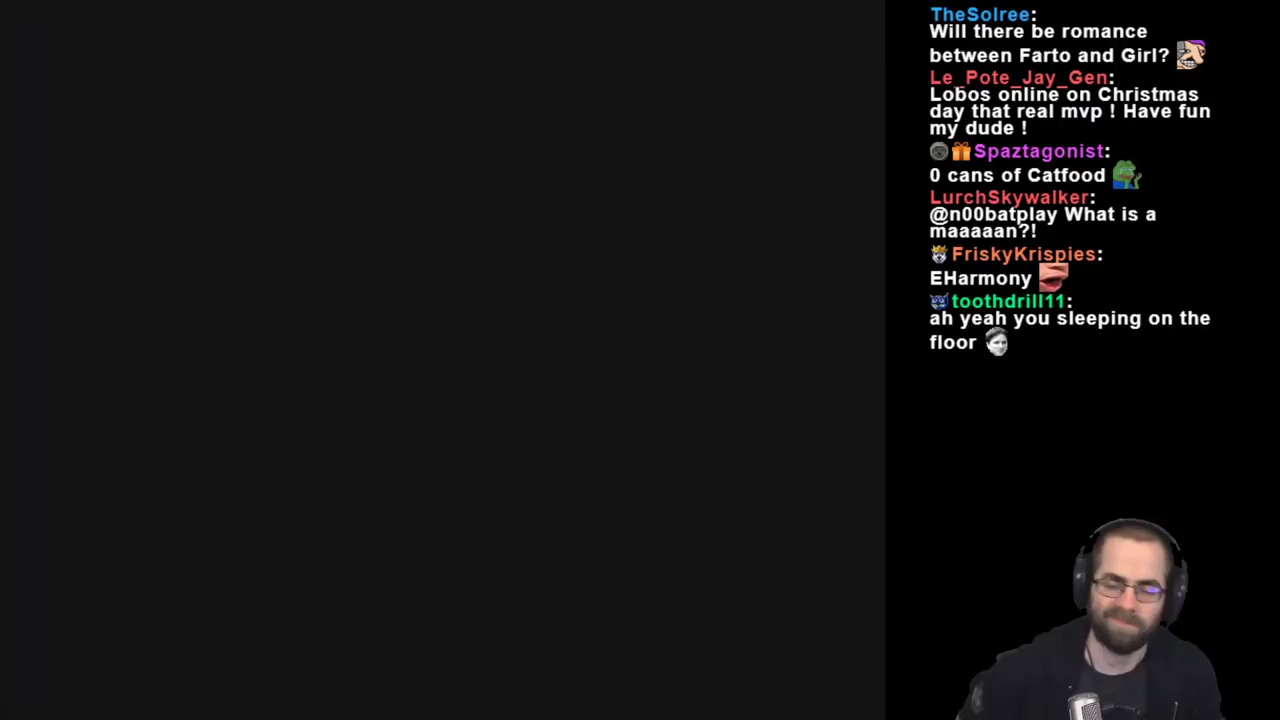 TheSolree:
Will there be romance
between Farto and Girl?
Le_Pote_Jay_Gen:
Lobos online on Christmas
day that real mvp ! Have fun
my dude !
Spaztagonist:
0 cans of Catfood
LurchSkywalker:
@n00batplay What is a
maaaaan?!
FriskyKrispies:
EHarmony
toothdrill11:
ah yeah you sleeping on the
floor